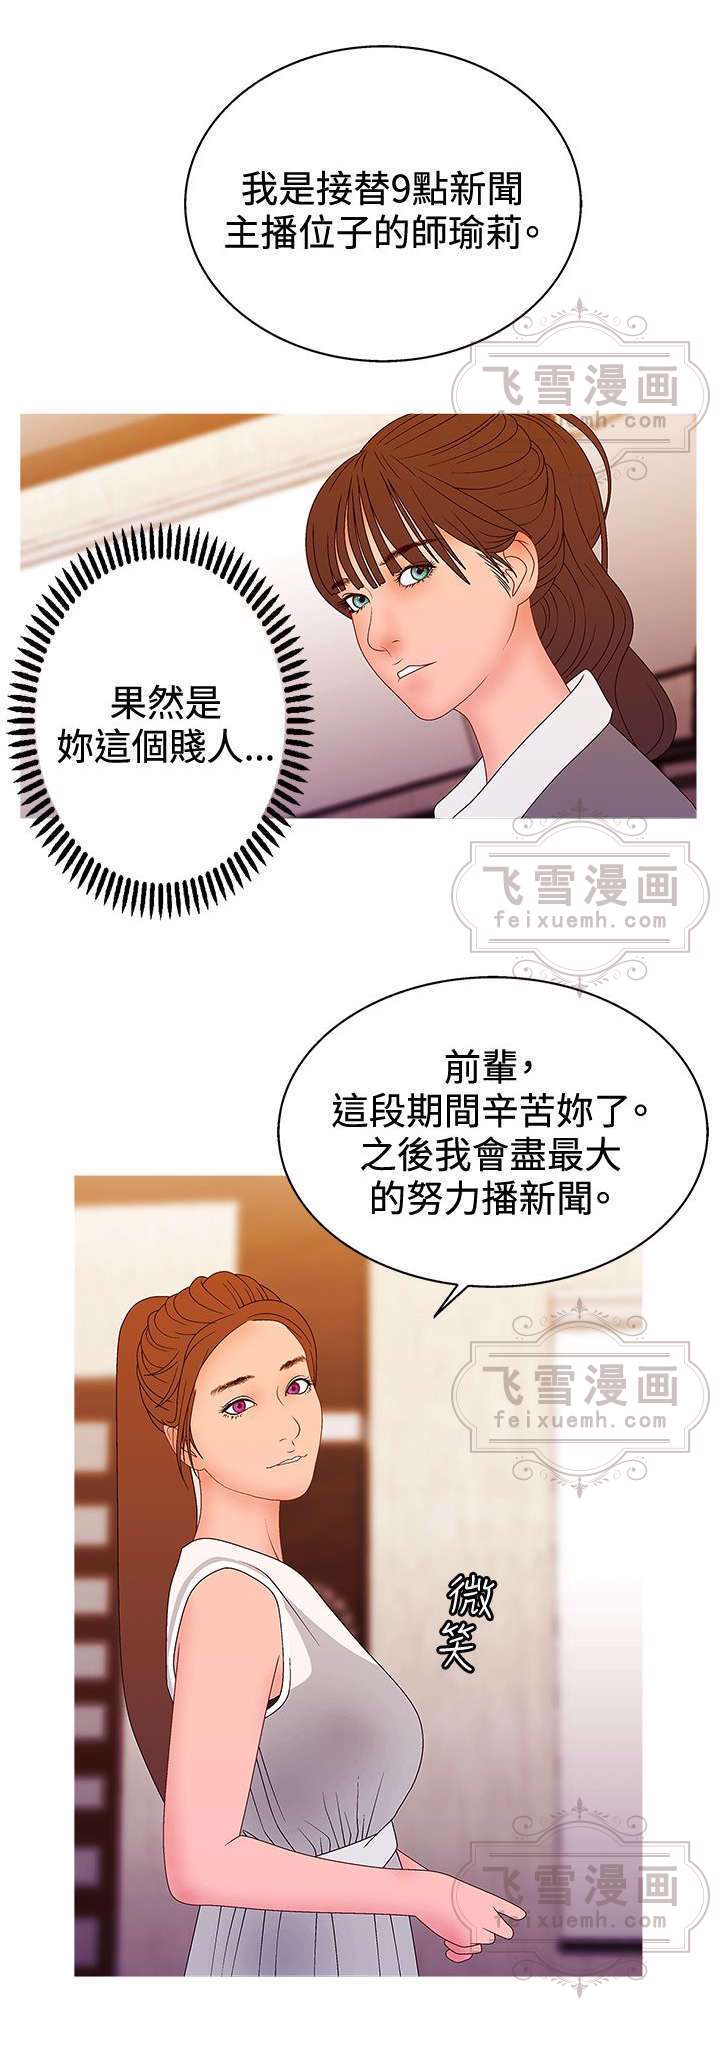 我是接替9點新聞
主播位子的師瑜莉。
飞雪漫画
feixuemh.com
果然是
妳這個賤人...
飞雪漫画
feixuemh.com
前輩，
這段期間辛苦妳了。
之後我會盡最大
的努力播新聞。
飞雪漫画
feixuemh.com
微笑
飞雪漫画
feixuemh.com